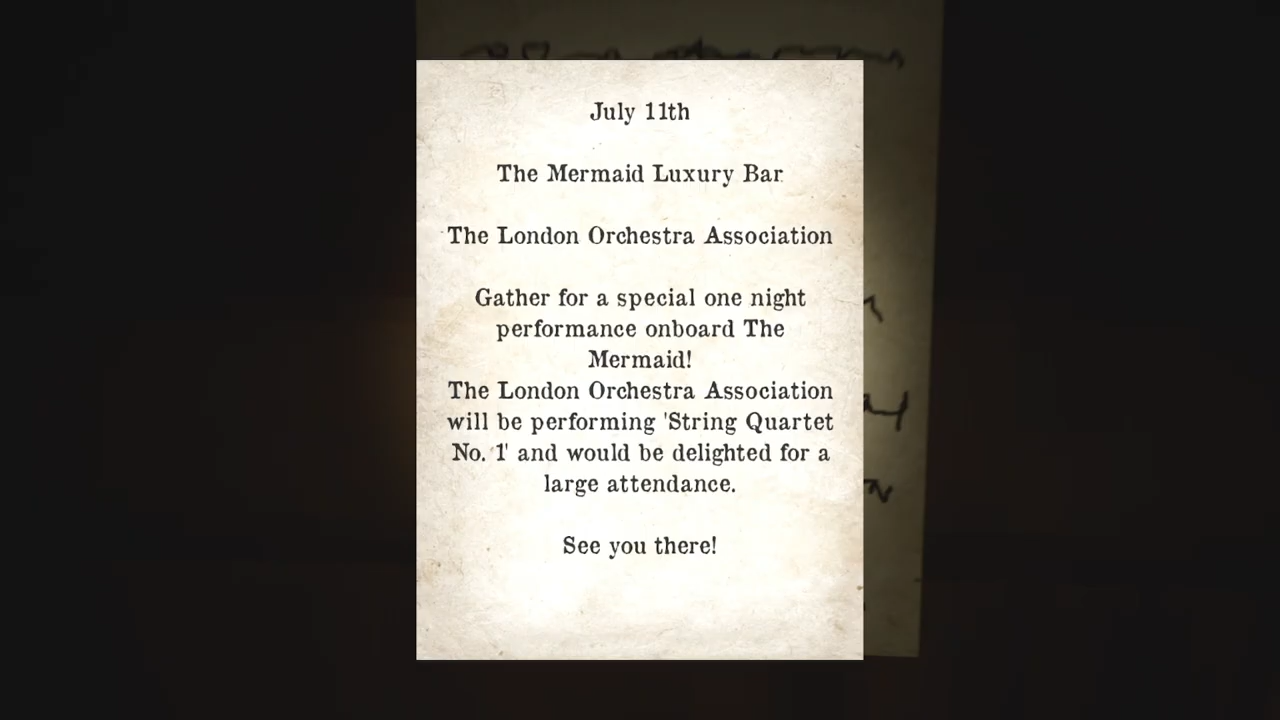 July 11th
The Mermaid Luxury Bar
The London Orchestra Association
Gather for a special one night
performance onboard The
Mermaid!
The London Orchestra Association
will be performing 'String Quartet
No. 1' and would be delighted for a
large attendance.
See you there!